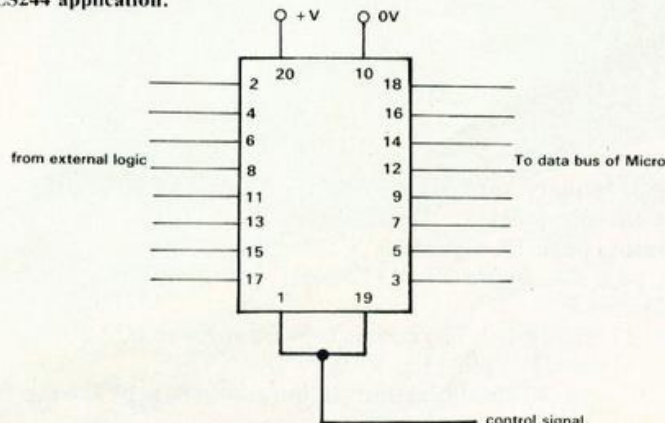 LS244 application.
+V 0V
20 10
2 18
4 16
6 14
from external logic
8 12
To data bus of Micro
11 9
13 7
15 5
17 3
1 19
control signal